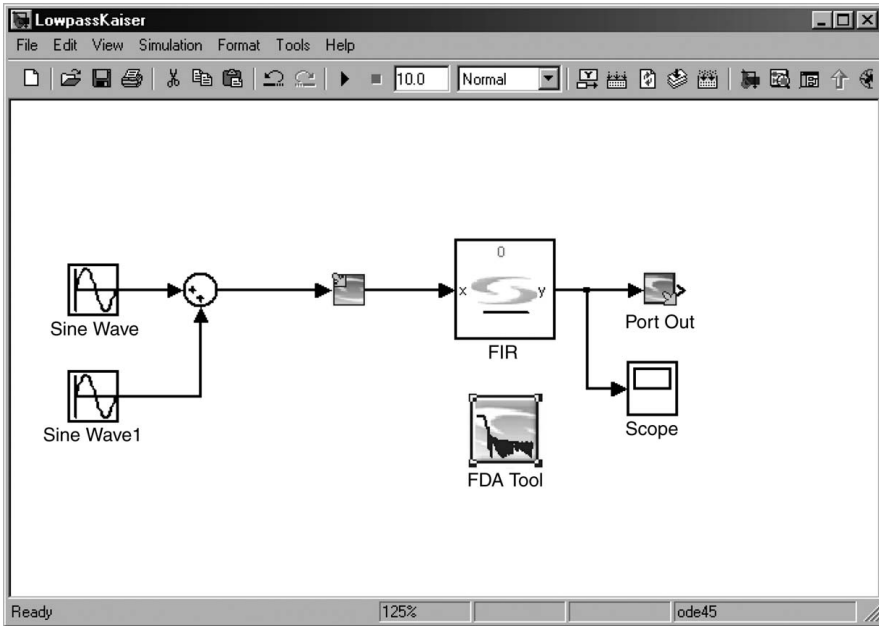 LowpassKaiser
File Edit View Simulation Format Tools Help
10.0 Normal
0
x y
Sine Wave
Port Out
FIR
Sine Wave1
Scope
FDA Tool
Ready 125% ode45